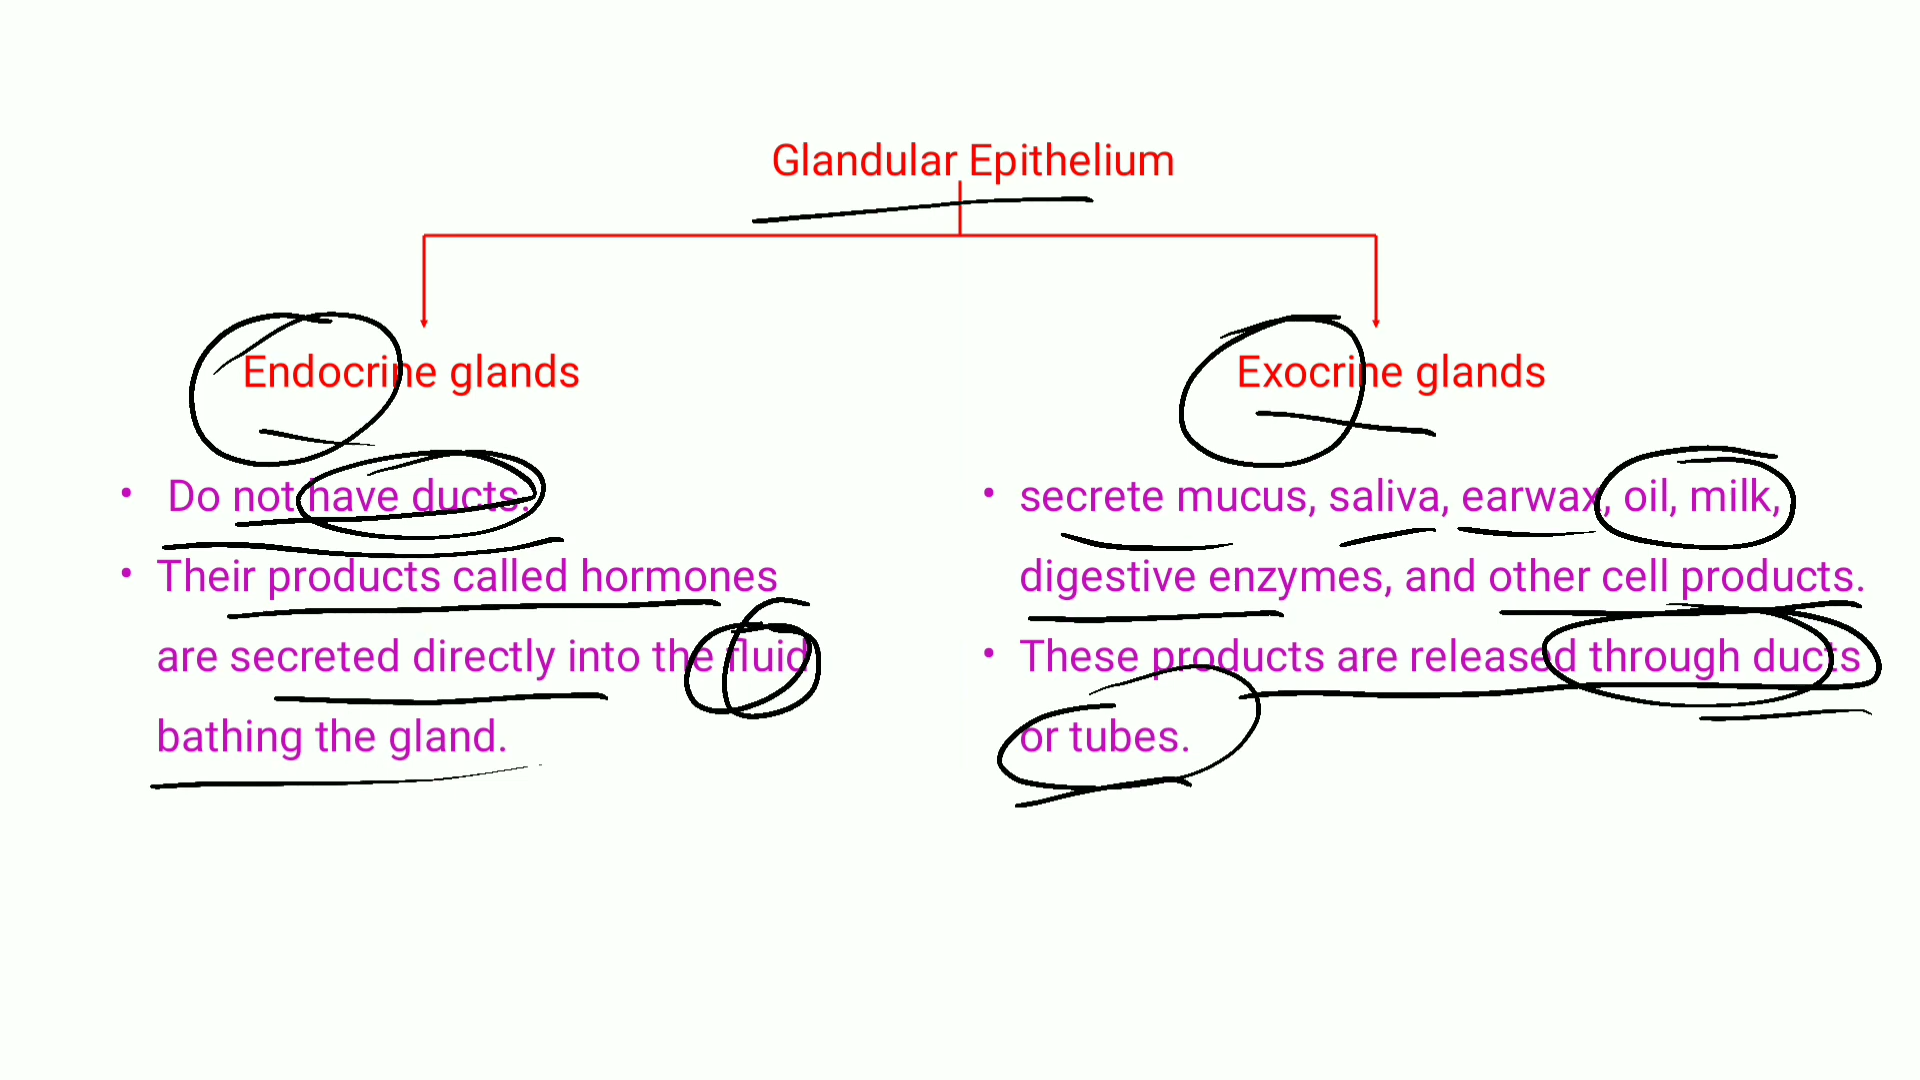 Glandular Epithelium
Endocrine glands
• Do not have ducts.
• Their products called hormones
are secreted directly into the fluid
bathing the gland.
Exocrine glands
• secrete mucus, saliva, earwax, oil, milk,
digestive enzymes, and other cell products.
• These products are released through ducts
or tubes.